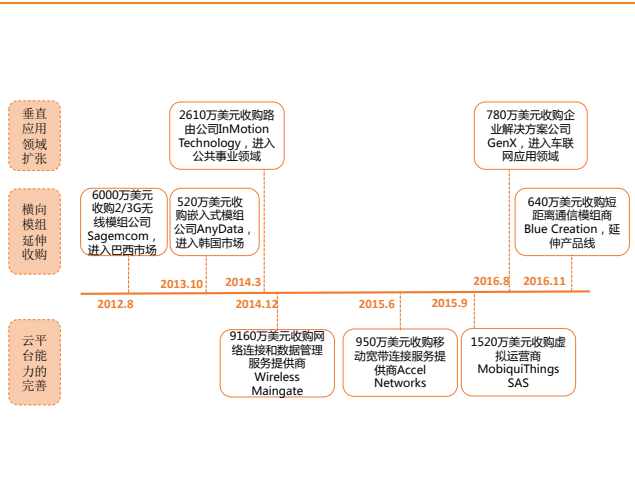 垂直
应用
领域
扩张
2610万美元收购路
由公司InMotion
Technology，进入
公共事业领域
780万美元收购企
业解决方案公司
GenX，进入车联
网应用领域
横向
模组
延伸
收购
6000万美元
收购2/3G无
线模组公司
Sagemcom，
进入巴西市场
520万美元收
购嵌入式模组
公司AnyData，
进入韩国市场
640万美元收购短
距离通信模组商
Blue Creation，延
伸产品线
2013.10
2014.3
2016.8
2016.11
2012.8
2014.12
2015.6
2015.9
云平
台能
力的
完善
9160万美元收购网
络连接和数据管理
服务提供商
Wireless
Maingate
950万美元收购移
动宽带连接服务提
供商Accel
Networks
1520万美元收购虚
拟运营商
MobiquiThings
SAS